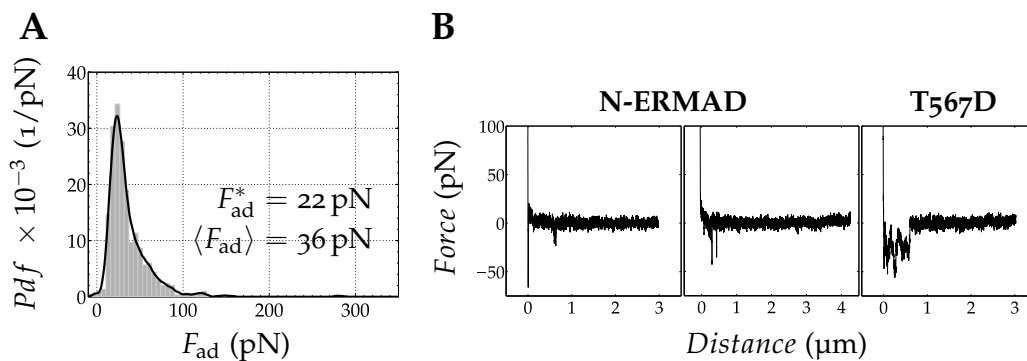 A
Pdf × 10⁻³ (1/pN)
40
30
20
10
0
F*ad = 22 pN
⟨Fad⟩ = 36 pN
0 100 200 300
Fad (pN)
B
N-ERMAD T567D
Force (pN)
100
50
0
−50
0 1 2 3 0 1 2 3 4 0 1 2 3
Distance (µm)